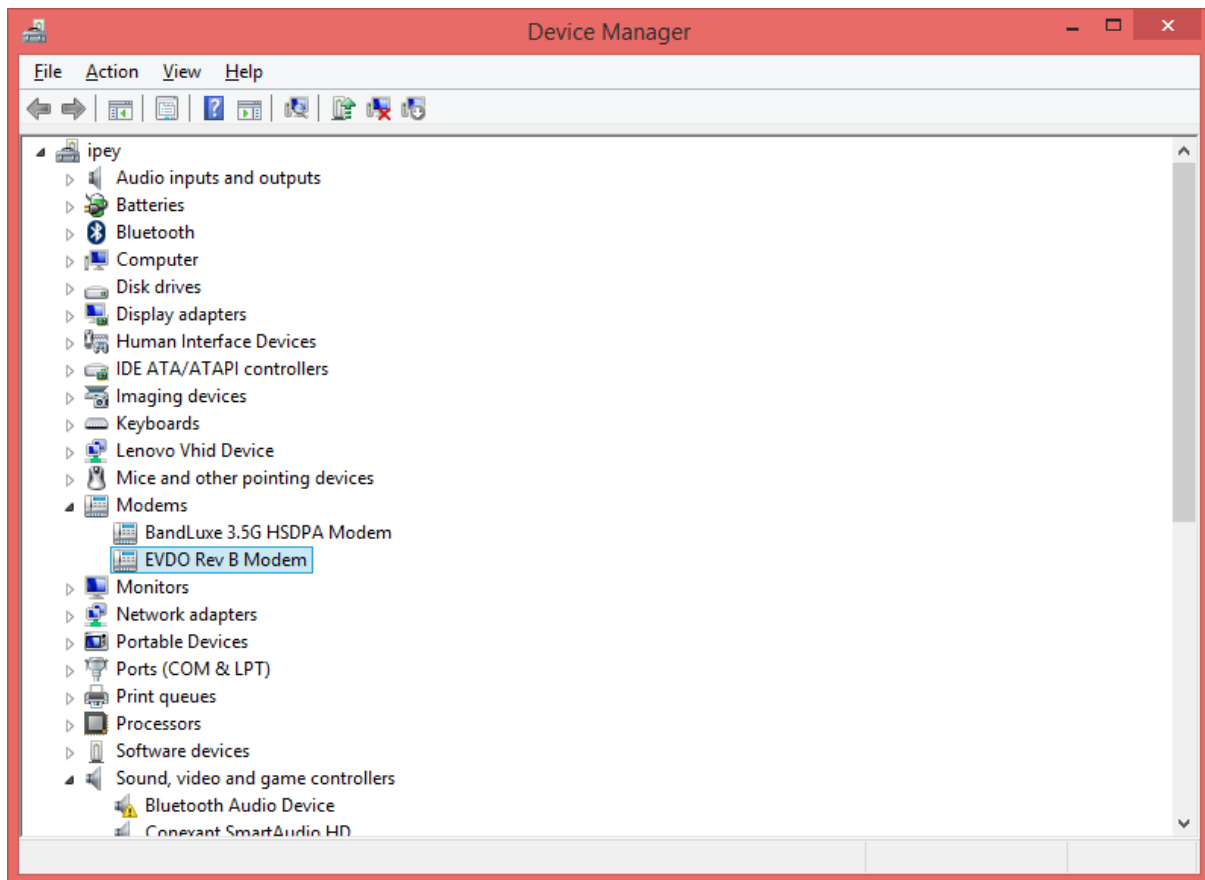 Device Manager
File Action View Help
ipey
Audio inputs and outputs
Batteries
Bluetooth
Computer
Disk drives
Display adapters
Human Interface Devices
IDE ATA/ATAPI controllers
Imaging devices
Keyboards
Lenovo Vhid Device
Mice and other pointing devices
Modems
BandLuxe 3.5G HSDPA Modem
EVDO Rev B Modem
Monitors
Network adapters
Portable Devices
Ports (COM & LPT)
Print queues
Processors
Software devices
Sound, video and game controllers
Bluetooth Audio Device
Conexant SmartAudio HD